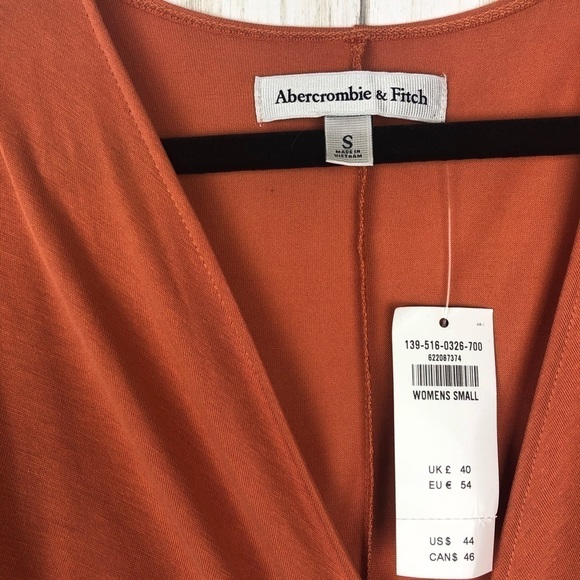 Abercrombie & Fitch
S
MADE IN
VIETNAM
139-516-0326-700
622087374
WOMENS SMALL
UK £ 40
EU € 54
US $ 44
CAN $ 46